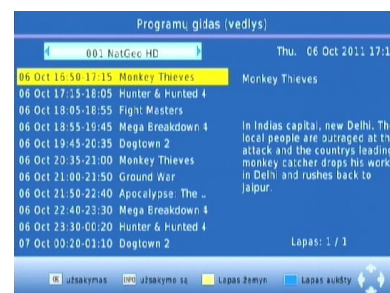 Programų gidas (vedlys)
001 NatGeo HD
Thu. 06 Oct 2011 17:1
06 Oct 16:50-17:15 Monkey Thieves
06 Oct 17:15-18:05 Hunter & Hunted 4
06 Oct 18:05-18:55 Fight Masters
06 Oct 18:55-19:45 Mega Breakdown 4
06 Oct 19:45-20:35 Dogtown 2
06 Oct 20:35-21:00 Monkey Thieves
06 Oct 21:00-21:50 Ground War
06 Oct 21:50-22:40 Apocalypse: The ..
06 Oct 22:40-23:30 Mega Breakdown 4
06 Oct 23:30-00:20 Hunter & Hunted 4
07 Oct 00:20-01:10 Dogtown 2
Monkey Thieves
In Indias capital, new Delhi. Th
local people are outraged at th
attack and the countrys leading
monkey catcher drops his work
in Delhi and rushes back to
Jaipur.
Lapas: 1 / 1
OK užsakymas INFO užsakymo są Lapas žemyn Lapas aukšty